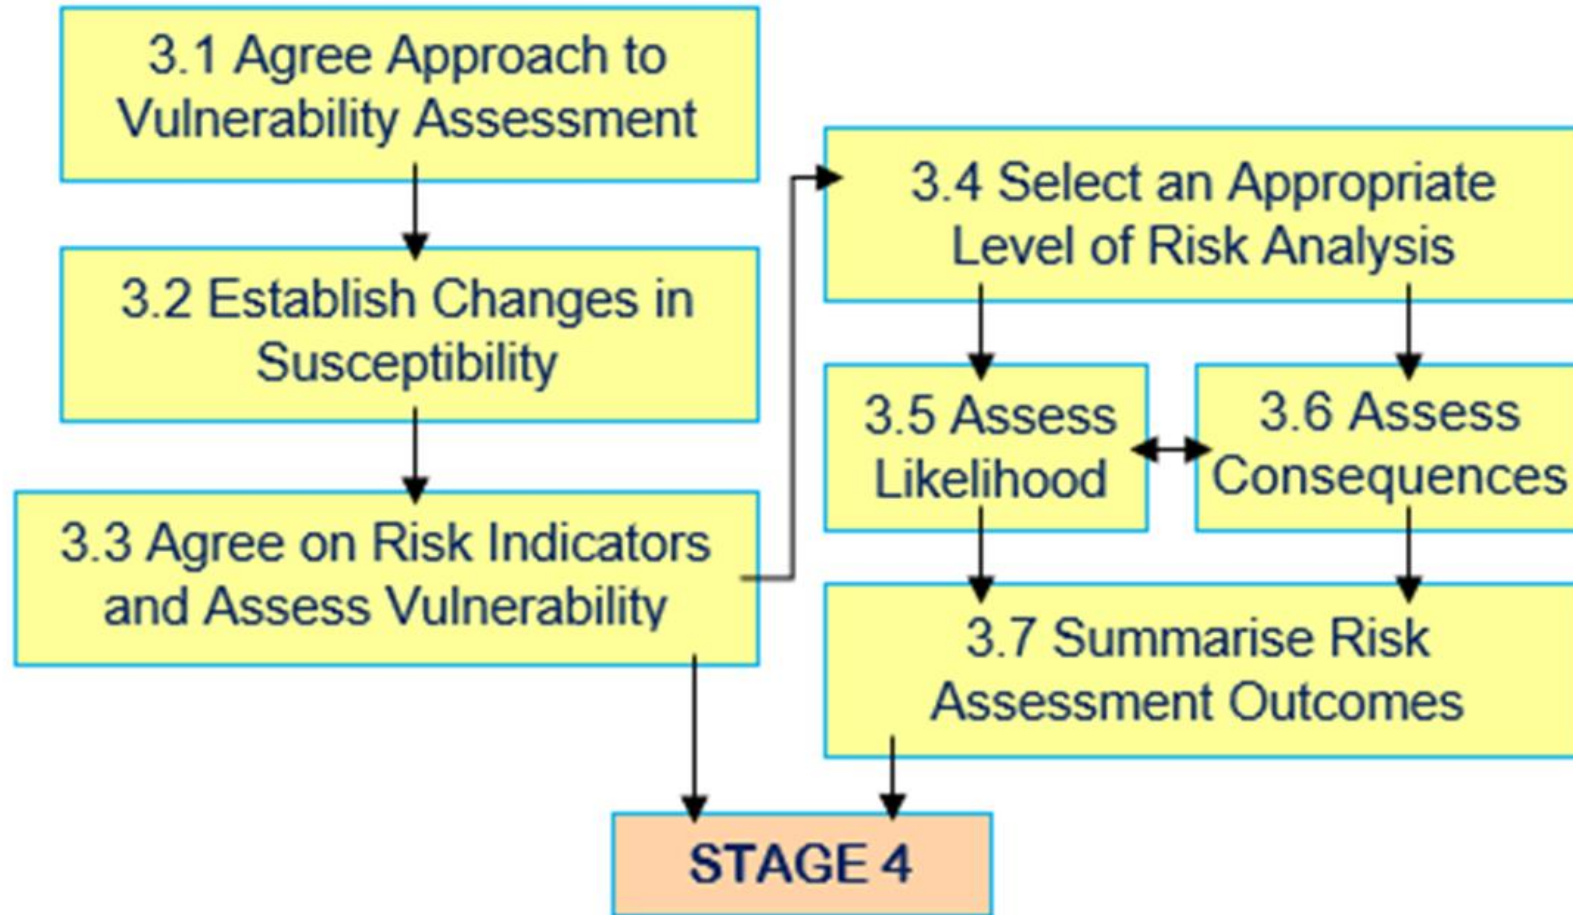 3.1 Agree Approach to
Vulnerability Assessment
3.2 Establish Changes in
Susceptibility
3.3 Agree on Risk Indicators
and Assess Vulnerability
3.4 Select an Appropriate
Level of Risk Analysis
3.5 Assess
Likelihood
3.6 Assess
Consequences
3.7 Summarise Risk
Assessment Outcomes
STAGE 4